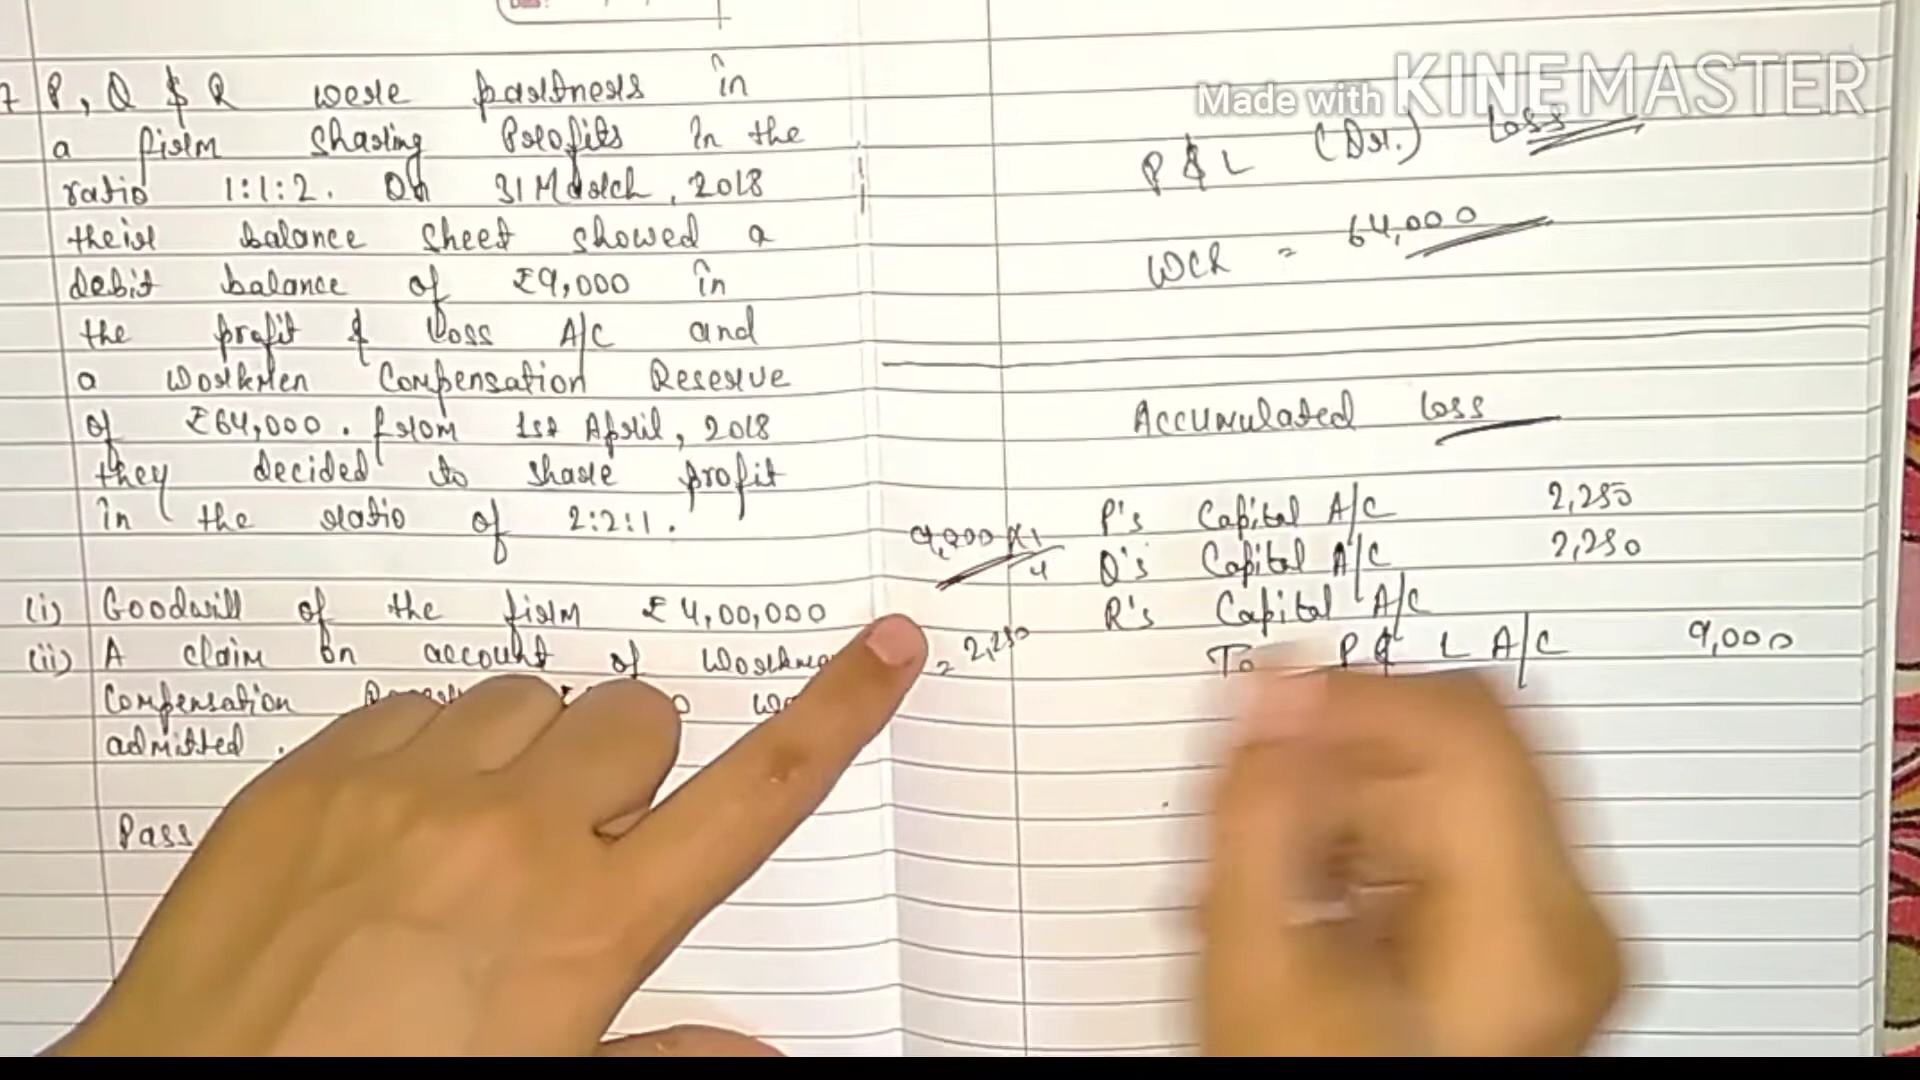 7 P, Q & R were partners in
a firm sharing Profits in the
ratio 1:1:2. On 31 March, 2018
their balance sheet showed a
debit balance of ₹9,000 in
the profit & loss A/C and
a Workmen Compensation Reserve
of ₹64,000. from 1st April, 2018
they decided to share profit
in the ratio of 2:2:1.
(i) Goodwill of the firm ₹4,00,000
(ii) A claim on account of
Compensation
admitted.
Pass
Made with KINEMASTER
P & L (Dr.) Loss
WCR = 64,000
Accumulated loss
9,000 x 1
4
= 2,250
P's Capital A/C 2,250
Q's Capital A/C 2,250
R's Capital A/C
To P & L A/C 9,000